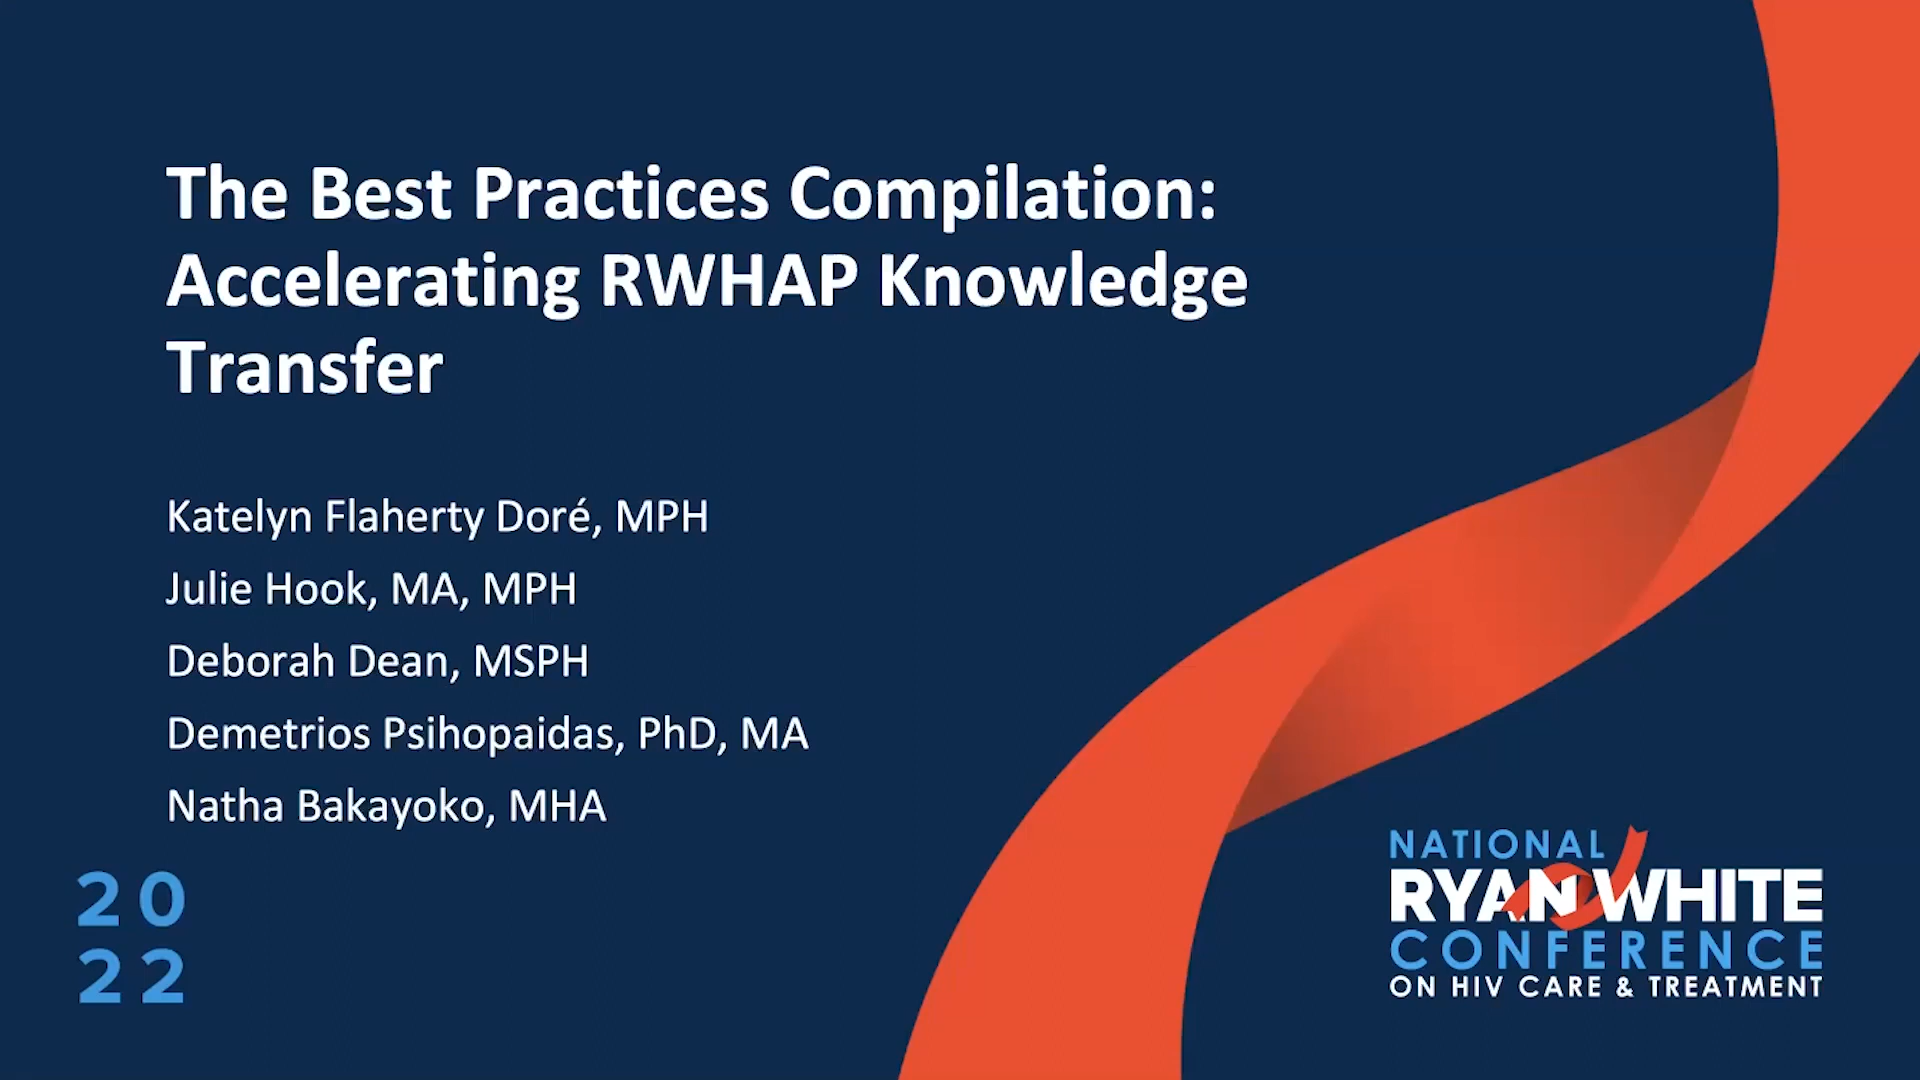 The Best Practices Compilation:
Accelerating RWHAP Knowledge
Transfer
Katelyn Flaherty Doré, MPH
Julie Hook, MA, MPH
Deborah Dean, MSPH
Demetrios Psihopaidas, PhD, MA
Natha Bakayoko, MHA
20
22
NATIONAL
RYAN WHITE
CONFERENCE
ON HIV CARE & TREATMENT